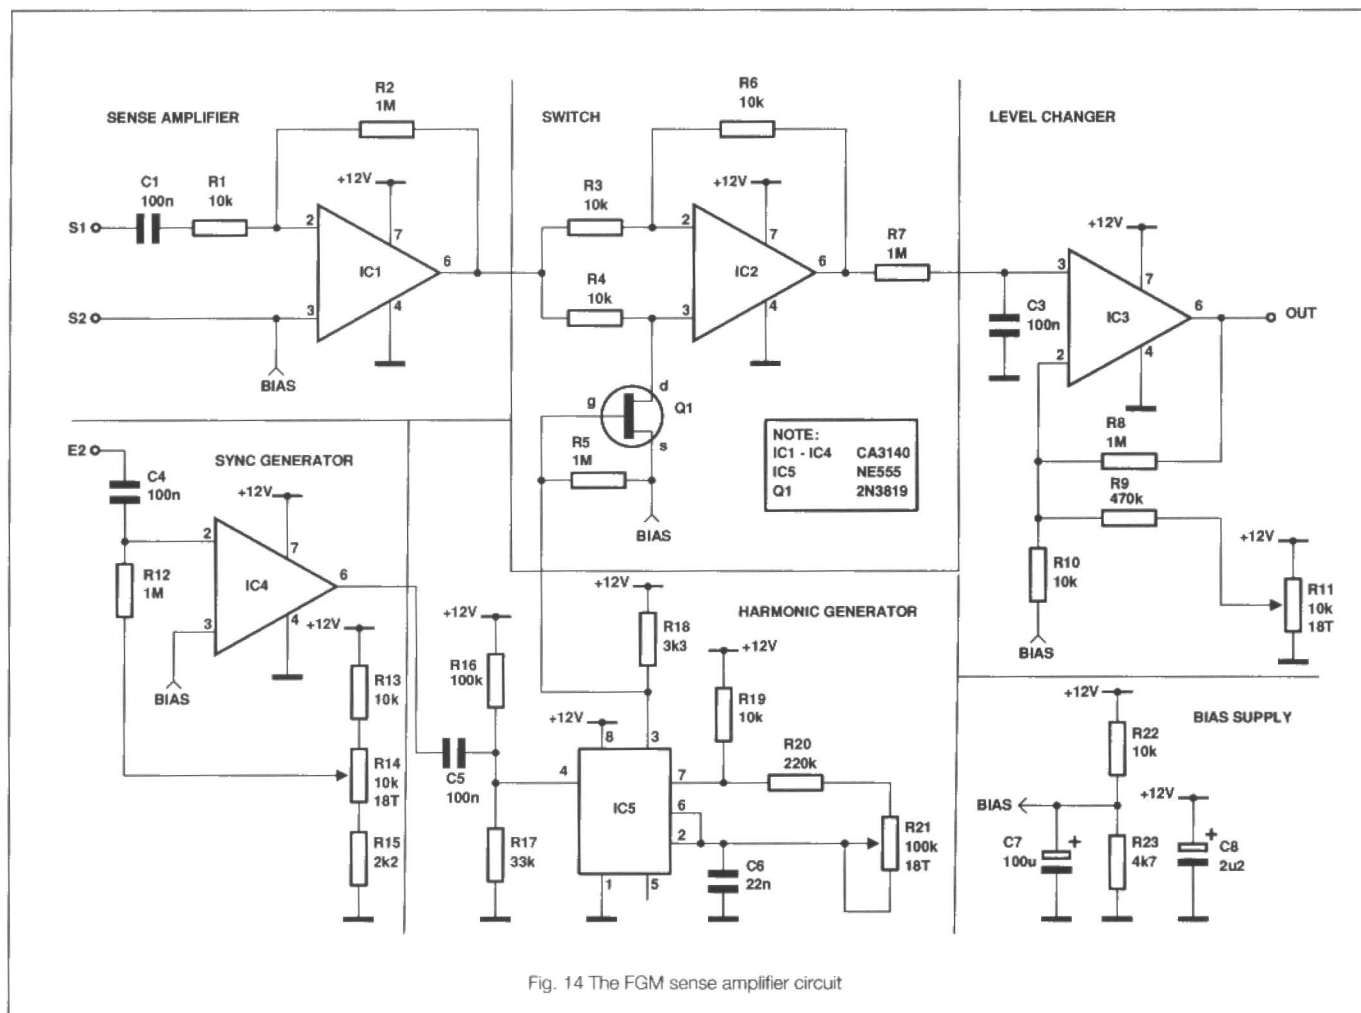 SENSE AMPLIFIER
R2
1M
C1
100n
R1
10k
+12V
S1
2
7
IC1
6
S2
3
4
BIAS
SWITCH
R6
10k
R3
10k
+12V
2
7
R4
10k
IC2
6
3
4
R7
1M
g
d
Q1
s
R5
1M
BIAS
NOTE:
IC1 - IC4 CA3140
IC5 NE555
Q1 2N3819
LEVEL CHANGER
+12V
3
7
C3
100n
IC3
6
OUT
2
4
R8
1M
R9
470k
+12V
R10
10k
R11
10k
18T
BIAS
E2
SYNC GENERATOR
C4
100n
+12V
2
7
R12
1M
IC4
6
3
4
BIAS
+12V
R13
10k
R14
10k
18T
R15
2k2
HARMONIC GENERATOR
+12V
R16
100k
C5
100n
R17
33k
+12V
R18
3k3
+12V
R19
10k
+12V
8
3
4
7
R20
220k
IC5
6
2
1
5
R21
100k
18T
C6
22n
BIAS SUPPLY
+12V
R22
10k
BIAS
+12V
C7
100u
+
R23
4k7
+
C8
2u2
Fig. 14 The FGM sense amplifier circuit